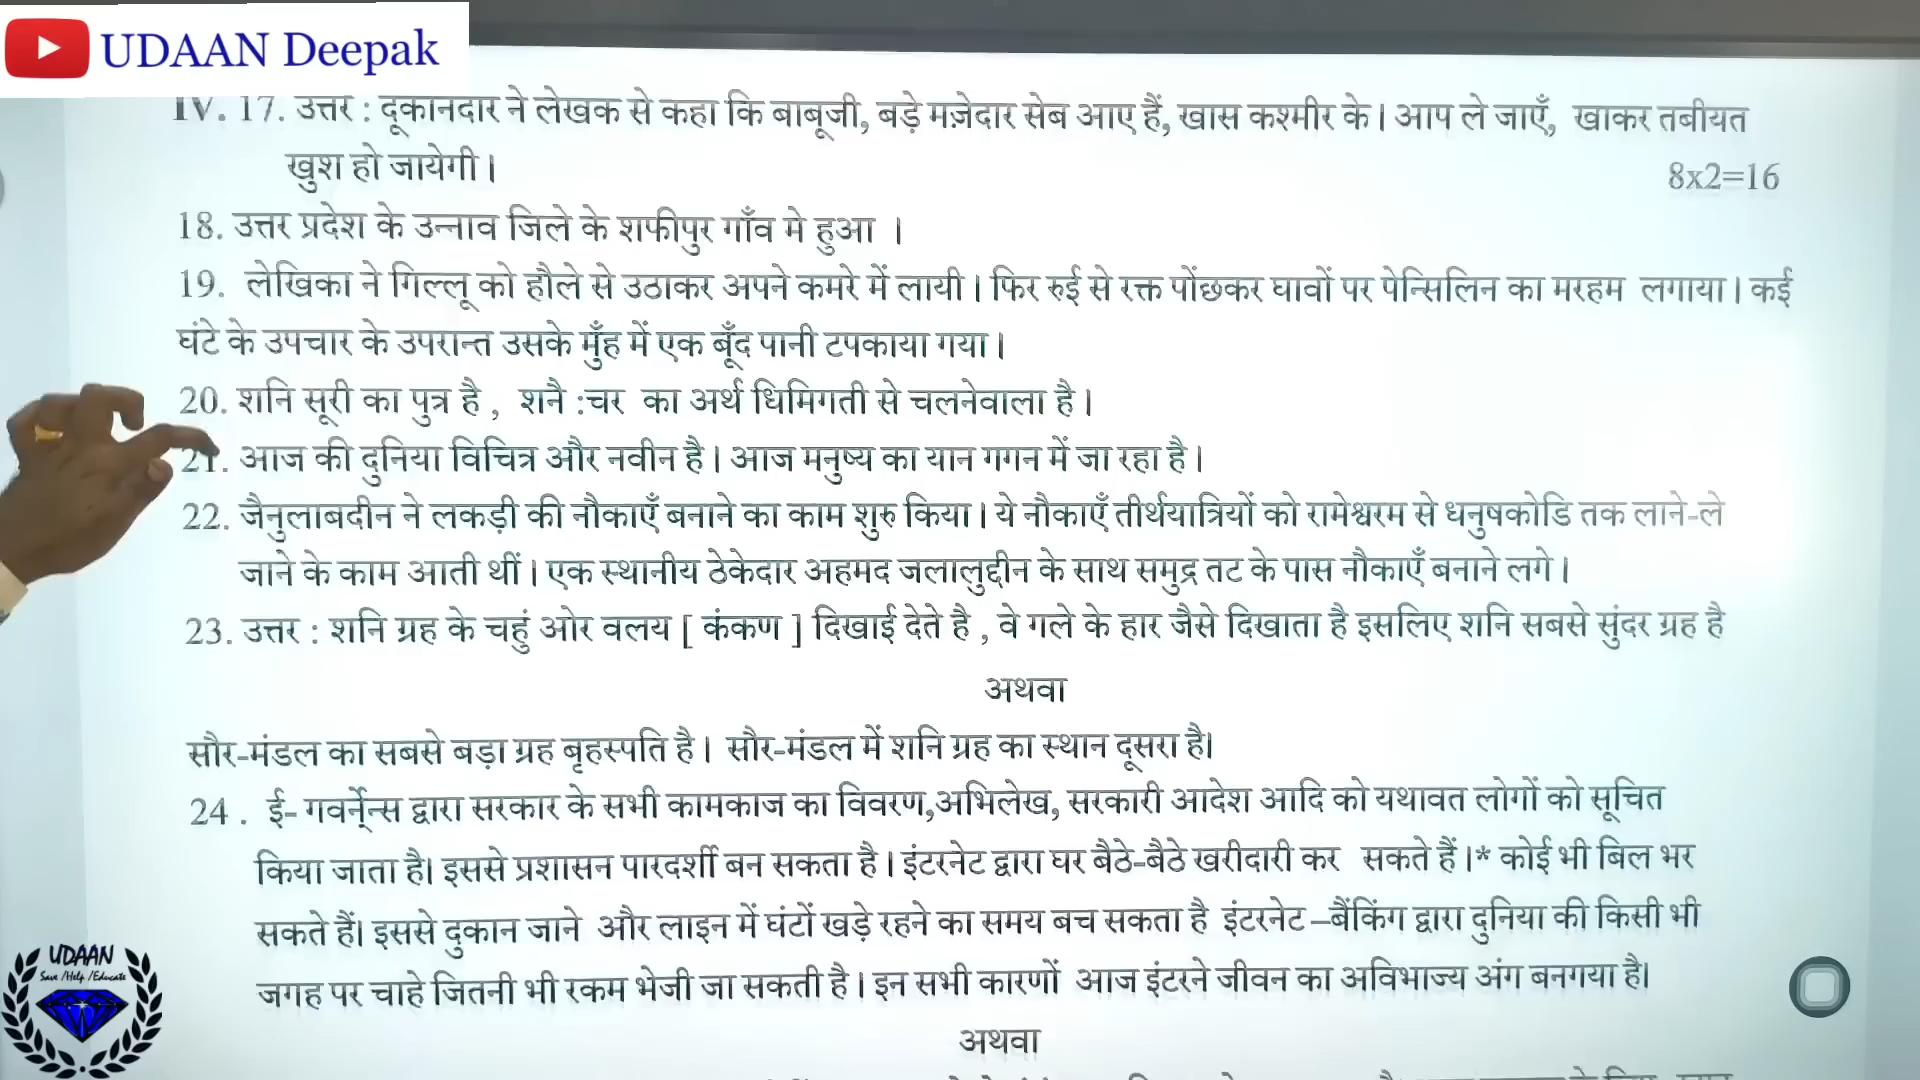 UDAAN Deepak
IV. 17. उत्तर : दूकानदार ने लेखक से कहा कि बाबूजी, बड़े मज़ेदार सेब आए हैं, खास कश्मीर के। आप ले जाएँ, खाकर तबीयत
खुश हो जायेगी।
8x2=16
18. उत्तर प्रदेश के उन्नाव जिले के शफीपुर गाँव मे हुआ ।
19. लेखिका ने गिल्लू को हौले से उठाकर अपने कमरे में लायी। फिर रुई से रक्त पोंछकर घावों पर पेन्सिलिन का मरहम लगाया। कई
घंटे के उपचार के उपरान्त उसके मुँह में एक बूँद पानी टपकाया गया।
20. शनि सूरी का पुत्र है , शनै :चर का अर्थ धिमिगती से चलनेवाला है।
21. आज की दुनिया विचित्र और नवीन है। आज मनुष्य का यान गगन में जा रहा है।
22. जैनुलाबदीन ने लकड़ी की नौकाएँ बनाने का काम शुरु किया। ये नौकाएँ तीर्थयात्रियों को रामेश्वरम से धनुषकोडि तक लाने-ले
जाने के काम आती थीं। एक स्थानीय ठेकेदार अहमद जलालुद्दीन के साथ समुद्र तट के पास नौकाएँ बनाने लगे।
23. उत्तर : शनि ग्रह के चहुं ओर वलय [ कंकण ] दिखाई देते है , वे गले के हार जैसे दिखाता है इसलिए शनि सबसे सुंदर ग्रह है
अथवा
सौर-मंडल का सबसे बड़ा ग्रह बृहस्पति है। सौर-मंडल में शनि ग्रह का स्थान दूसरा है।
24 . ई- गवर्नेन्स द्वारा सरकार के सभी कामकाज का विवरण,अभिलेख, सरकारी आदेश आदि को यथावत लोगों को सूचित
किया जाता है। इससे प्रशासन पारदर्शी बन सकता है। इंटरनेट द्वारा घर बैठे-बैठे खरीदारी कर सकते हैं।* कोई भी बिल भर
सकते हैं। इससे दुकान जाने और लाइन में घंटों खड़े रहने का समय बच सकता है इंटरनेट –बैंकिंग द्वारा दुनिया की किसी भी
जगह पर चाहे जितनी भी रकम भेजी जा सकती है। इन सभी कारणों आज इंटरने जीवन का अविभाज्य अंग बनगया है।
अथवा
UDAAN
Save /Help /Educate